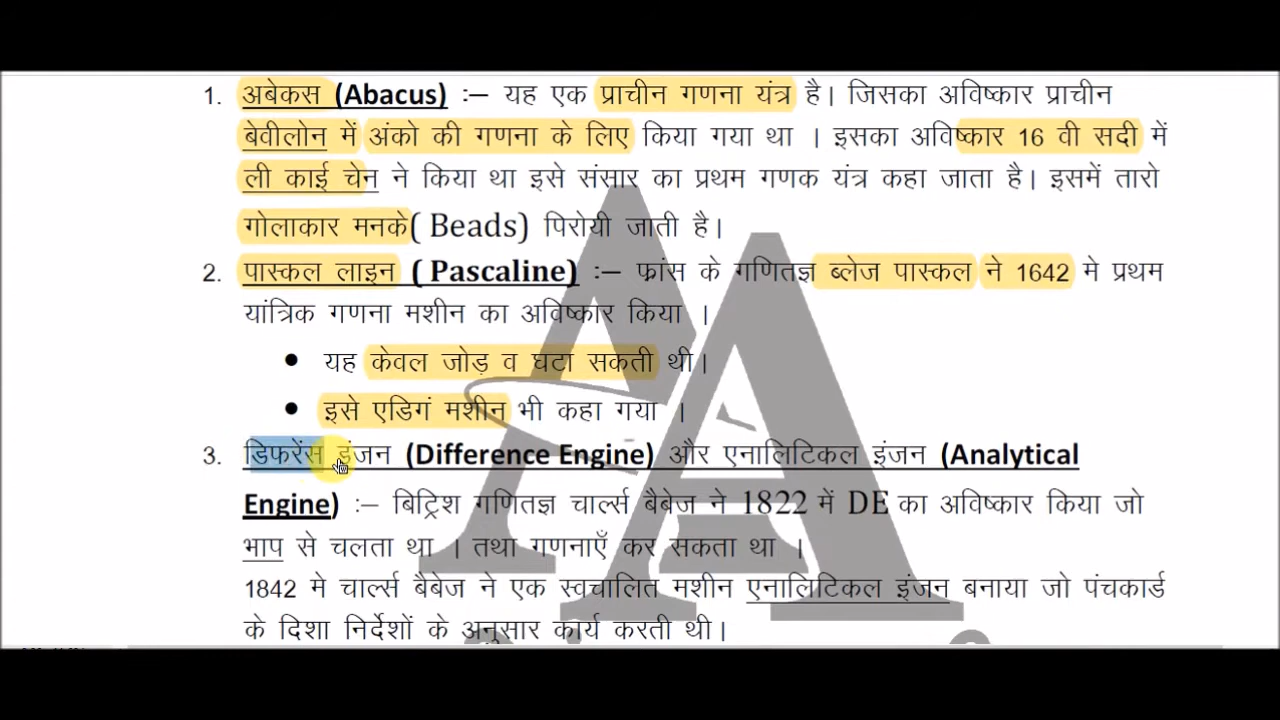 1. अबेकस (Abacus) :– यह एक प्राचीन गणना यंत्र है। जिसका अविष्कार प्राचीन
बेवीलोन में अंको की गणना के लिए किया गया था । इसका अविष्कार 16 वी सदी में
ली काई चेन ने किया था इसे संसार का प्रथम गणक यंत्र कहा जाता है। इसमें तारो
गोलाकार मनके( Beads) पिरोयी जाती है।
2. पास्कल लाइन ( Pascaline) :– फ्रांस के गणितज्ञ ब्लेज पास्कल ने 1642 मे प्रथम
यांत्रिक गणना मशीन का अविष्कार किया ।
• यह केवल जोड़ व घटा सकती थी।
• इसे एडिगं मशीन भी कहा गया ।
3. डिफरेंस इंजन (Difference Engine) और एनालिटिकल इंजन (Analytical
Engine) :– बिट्रिश गणितज्ञ चार्ल्स बैबेज ने 1822 में DE का अविष्कार किया जो
भाप से चलता था । तथा गणनाएँ कर सकता था ।
1842 मे चार्ल्स बैबेज ने एक स्वचालित मशीन एनालिटिकल इंजन बनाया जो पंचकार्ड
के दिशा निर्देशों के अनुसार कार्य करती थी।